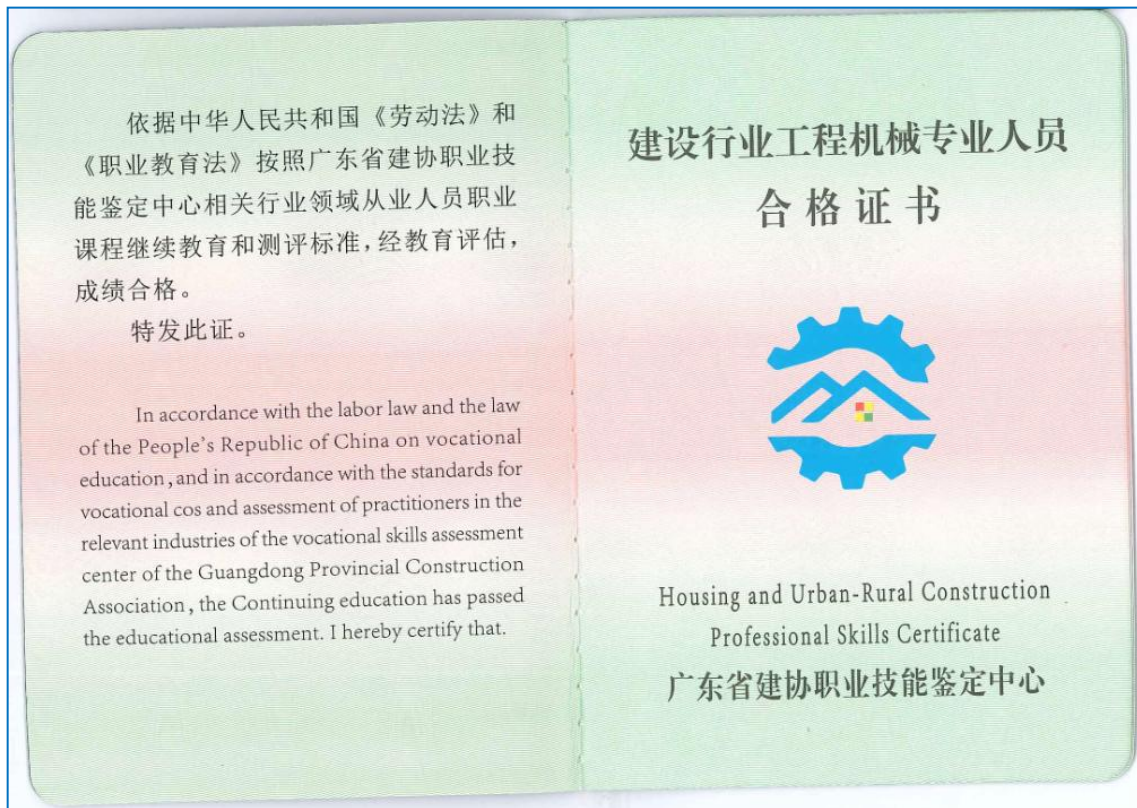 依据中华人民共和国《劳动法》和
《职业教育法》按照广东省建协职业技
能鉴定中心相关行业领域从业人员职业
课程继续教育和测评标准，经教育评估，
成绩合格。
特发此证。
In accordance with the labor law and the law
of the People's Republic of China on vocational
education, and in accordance with the standards for
vocational cos and assessment of practitioners in the
relevant industries of the vocational skills assessment
center of the Guangdong Provincial Construction
Association, the Continuing education has passed
the educational assessment. I hereby certify that.
建设行业工程机械专业人员
合格证书
Housing and Urban-Rural Construction
Professional Skills Certificate
广东省建协职业技能鉴定中心